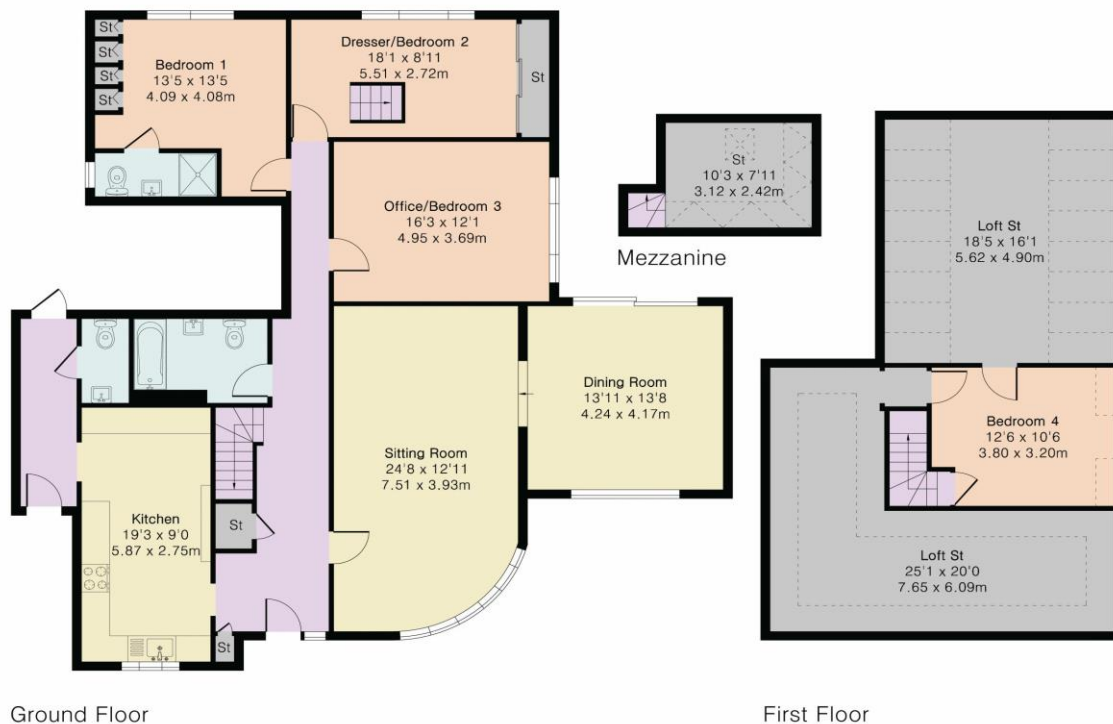 St
St
St
St
Bedroom 1
13'5 x 13'5
4.09 x 4.08m
Dresser/Bedroom 2
18'1 x 8'11
5.51 x 2.72m
St
Office/Bedroom 3
16'3 x 12'1
4.95 x 3.69m
St
10'3 x 7'11
3.12 x 2.42m
Mezzanine
Loft St
18'5 x 16'1
5.62 x 4.90m
Dining Room
13'11 x 13'8
4.24 x 4.17m
Sitting Room
24'8 x 12'11
7.51 x 3.93m
Kitchen
19'3 x 9'0
5.87 x 2.75m
St
St
Bedroom 4
12'6 x 10'6
3.80 x 3.20m
Loft St
25'1 x 20'0
7.65 x 6.09m
Ground Floor
First Floor